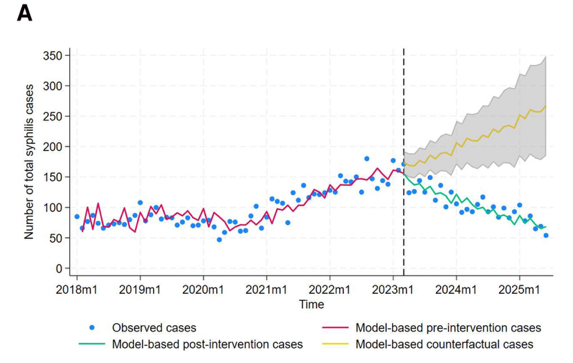 A
350
300
250
200
150
100
50
0
Number of total syphilis cases
2018m1 2019m1 2020m1 2021m1 2022m1 2023m1 2024m1 2025m1
Time
Observed cases Model-based pre-intervention cases
Model-based post-intervention cases Model-based counterfactual cases